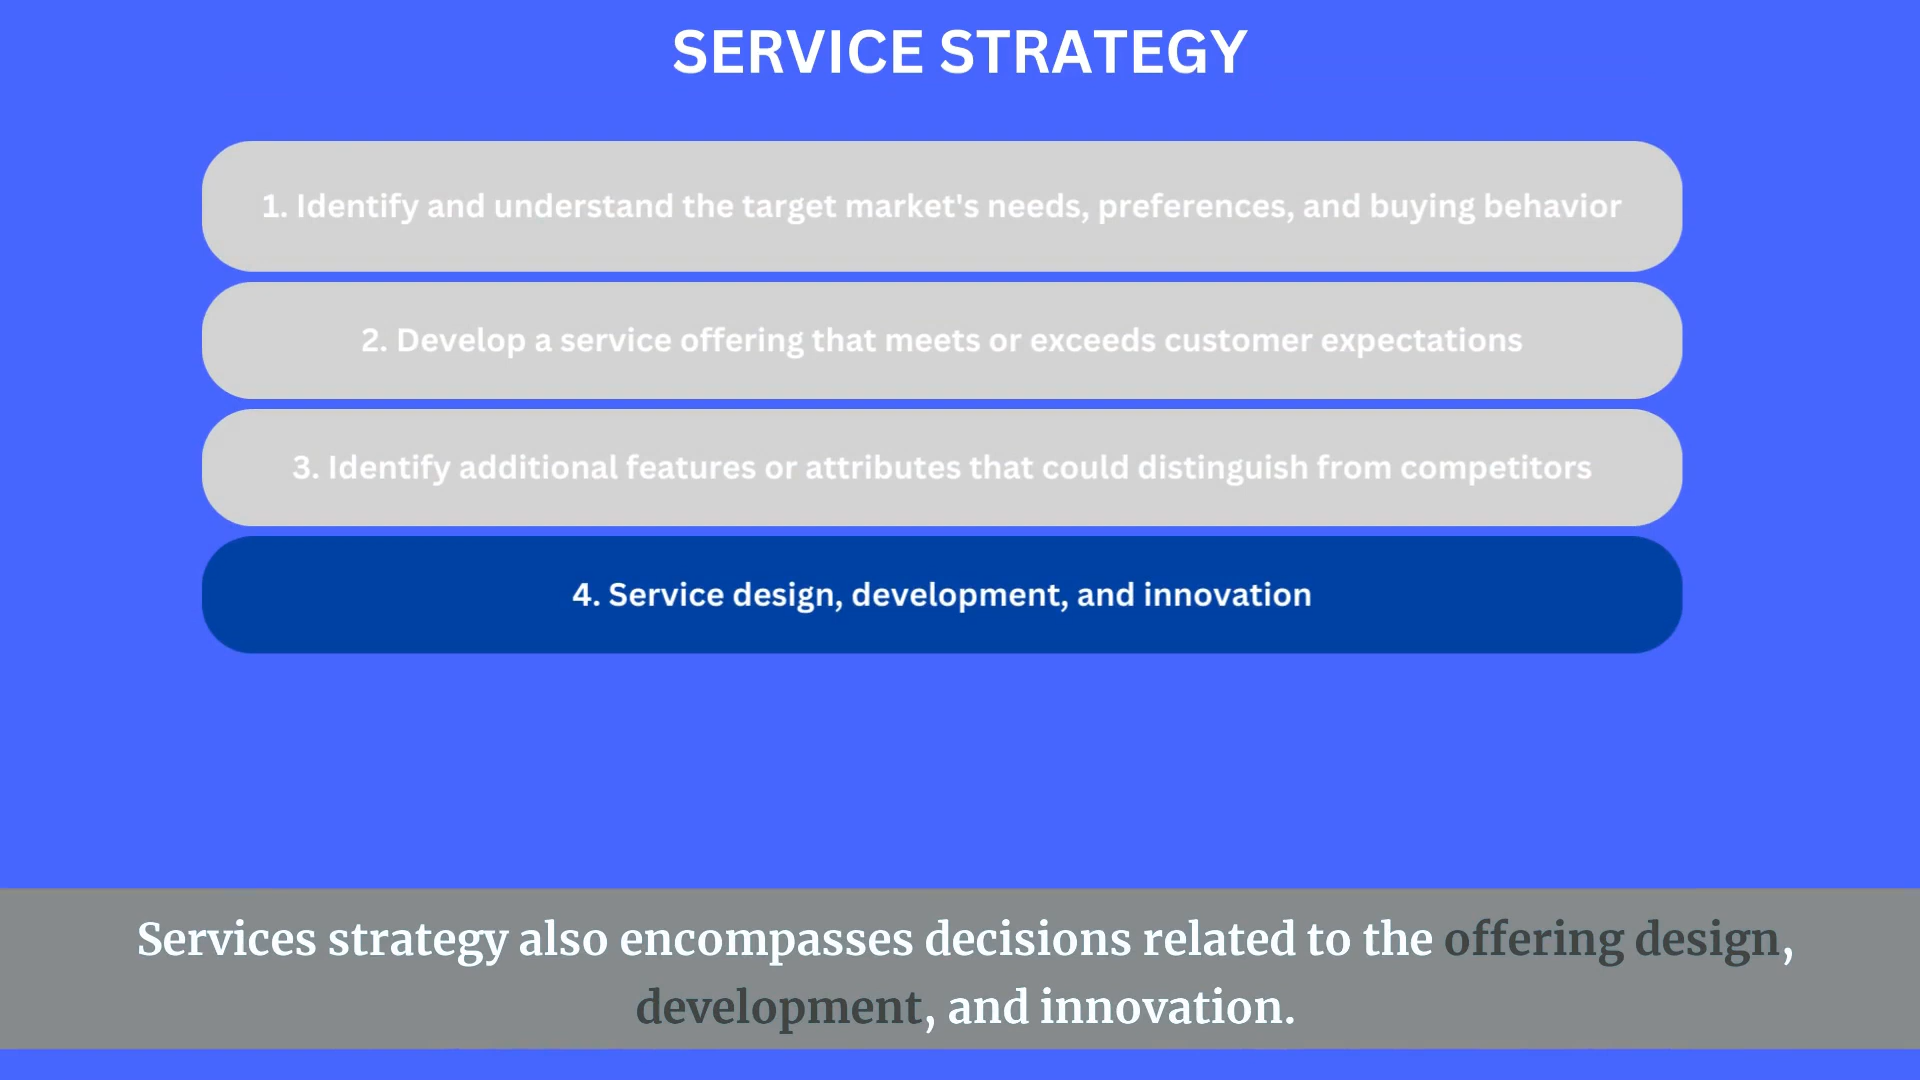 SERVICE STRATEGY
1. Identify and understand the target market's needs, preferences, and buying behavior
2. Develop a service offering that meets or exceeds customer expectations
3. Identify additional features or attributes that could distinguish from competitors
4. Service design, development, and innovation
Services strategy also encompasses decisions related to the offering design,
development, and innovation.